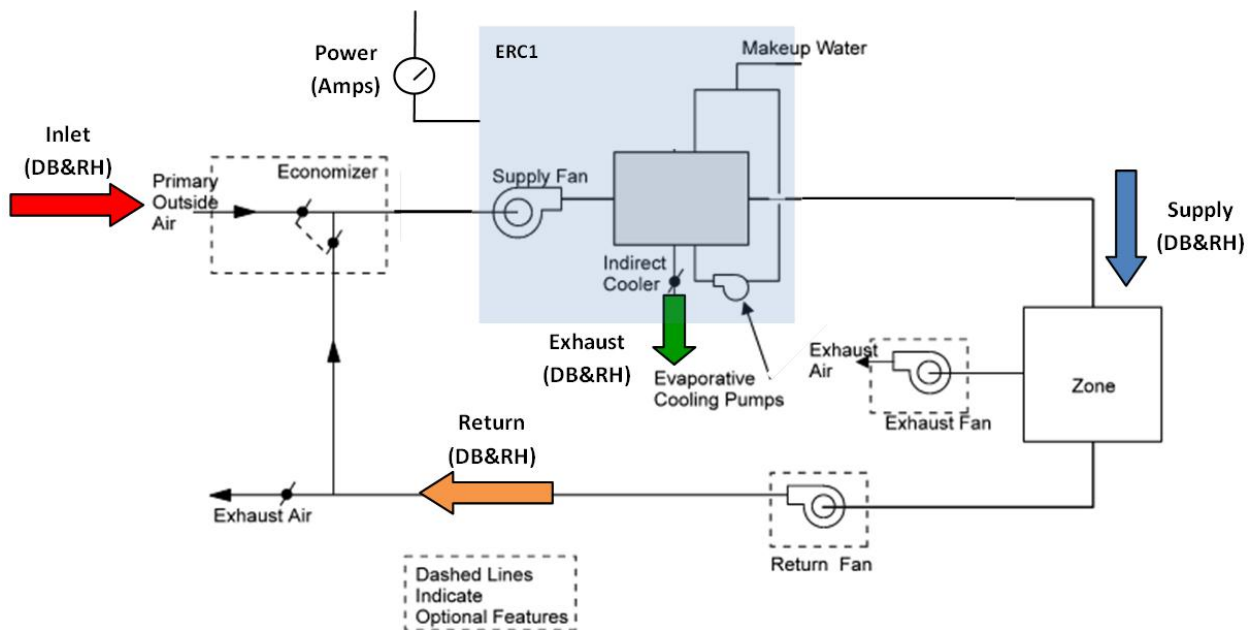 Power
(Amps)
ERC1
Makeup Water
Inlet
(DB&RH)
Primary
Outside
Air
Economizer
Supply Fan
Supply
(DB&RH)
Indirect
Cooler
Exhaust
(DB&RH)
Evaporative
Cooling Pumps
Exhaust
Air
Exhaust Fan
Zone
Return
(DB&RH)
Exhaust Air
Return Fan
Dashed Lines
Indicate
Optional Features